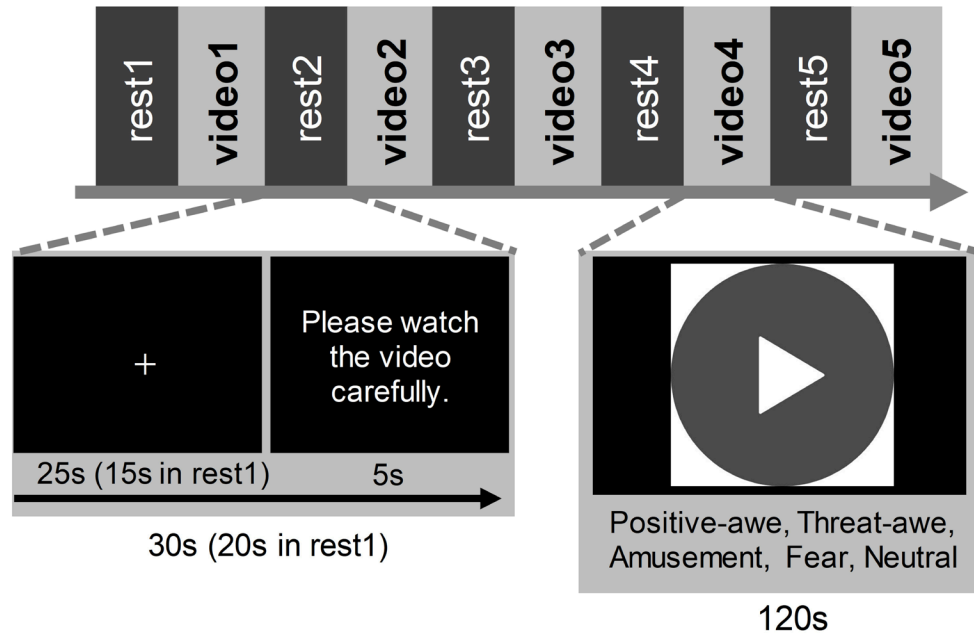 rest1
video1
rest2
video2
rest3
video3
rest4
video4
rest5
video5
+
Please watch
the video
carefully.
25s (15s in rest1)
5s
30s (20s in rest1)
Positive-awe, Threat-awe,
Amusement, Fear, Neutral
120s